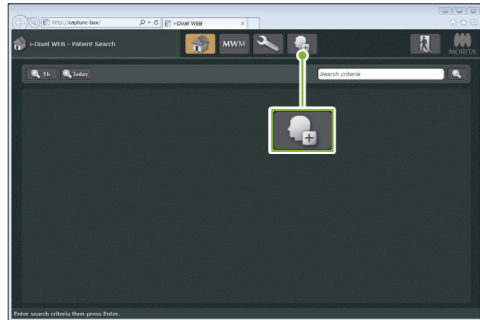 http://capture-box/
i-Dixel WEB
i-Dixel WEB - Patient Search
MWM
MORITA
1h
Today
Search criteria
Enter search criteria then press Enter.